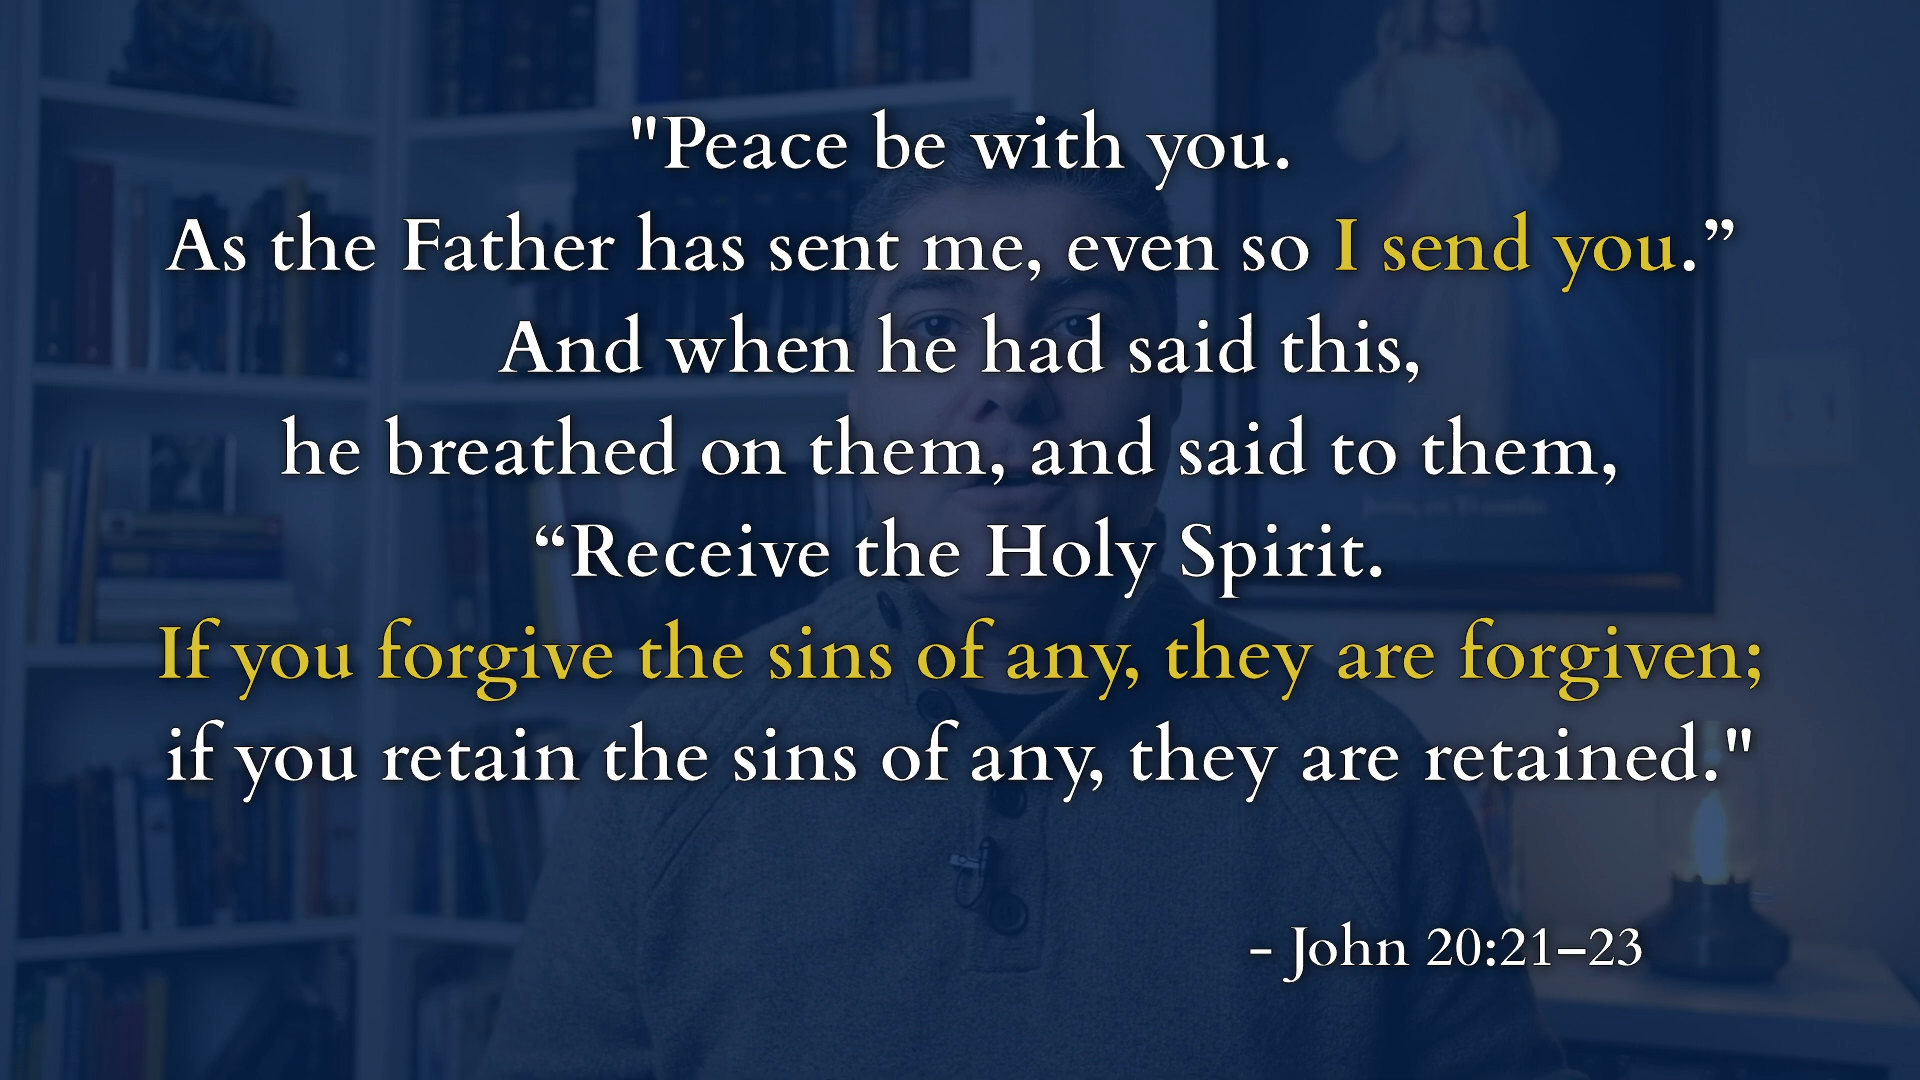 "Peace be with you.
As the Father has sent me, even so I send you.”
And when he had said this,
he breathed on them, and said to them,
“Receive the Holy Spirit.
If you forgive the sins of any, they are forgiven;
if you retain the sins of any, they are retained."
- John 20:21–23